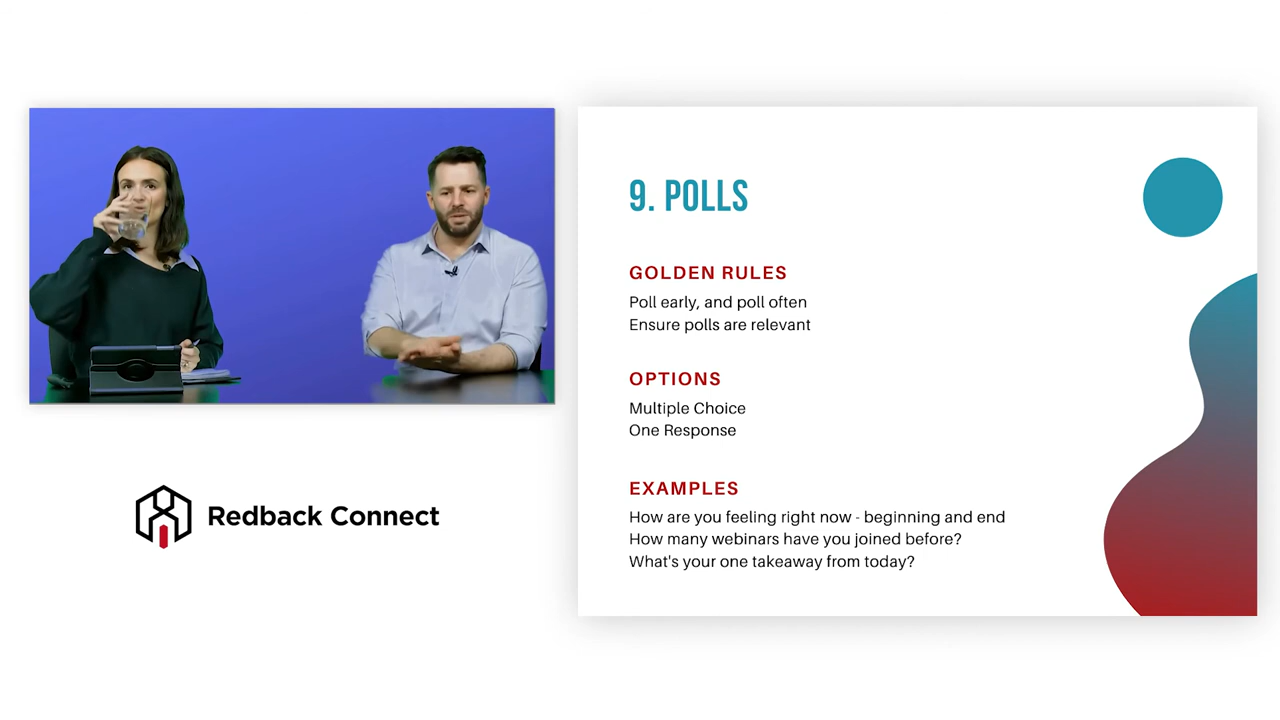 9. POLLS
GOLDEN RULES
Poll early, and poll often
Ensure polls are relevant
OPTIONS
Multiple Choice
One Response
EXAMPLES
How are you feeling right now - beginning and end
How many webinars have you joined before?
What's your one takeaway from today?
Redback Connect